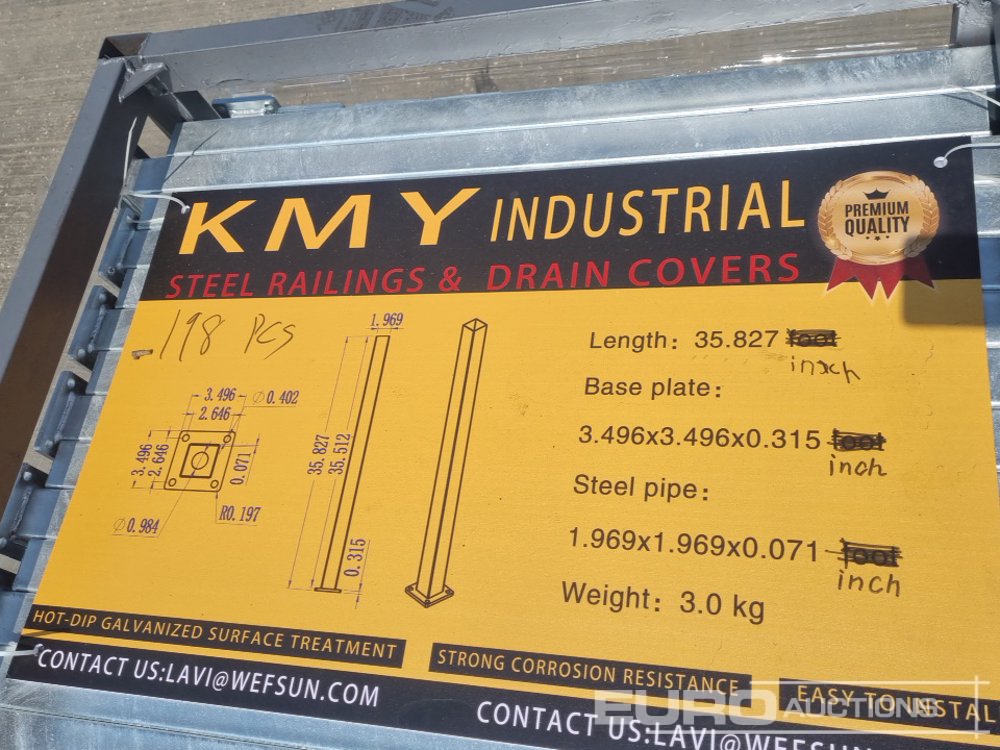 KMY INDUSTRIAL
PREMIUM QUALITY
STEEL RAILINGS & DRAIN COVERS
198 PCS
1.969
Length: 35.827 foot
inch
Base plate:
3.496x3.496x0.315 foot
inch
Steel pipe:
1.969x1.969x0.071 foot
inch
Weight: 3.0 kg
3.496
Ø0.402
2.646
3.496
2.646
0.071
R0.197
Ø0.984
35.827
35.512
0.315
HOT-DIP GALVANIZED SURFACE TREATMENT
STRONG CORROSION RESISTANCE
EASY TO INSTAL
CONTACT US:LAVI@WEFSUN.COM
CONTACT US:LAVI@WEFSUN
EURO AUCTIONS